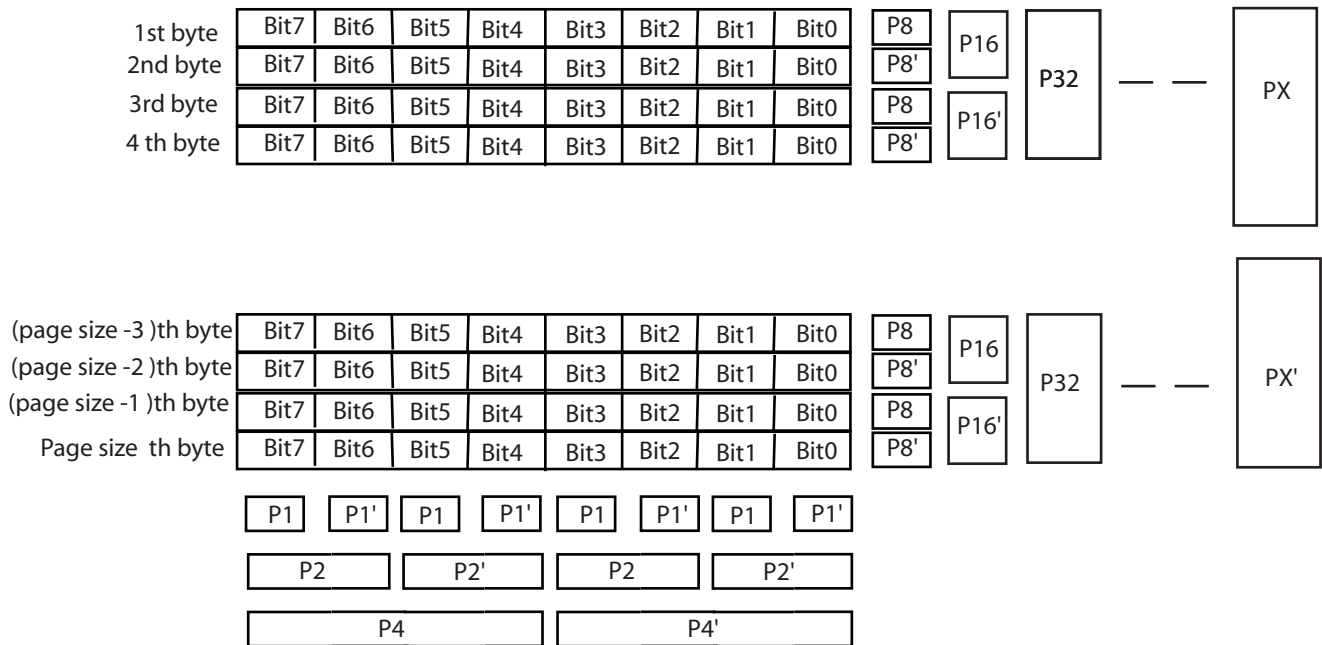 1st byte Bit7 Bit6 Bit5 Bit4 Bit3 Bit2 Bit1 Bit0 P8 P16 P32 PX
2nd byte Bit7 Bit6 Bit5 Bit4 Bit3 Bit2 Bit1 Bit0 P8'
3rd byte Bit7 Bit6 Bit5 Bit4 Bit3 Bit2 Bit1 Bit0 P8 P16'
4 th byte Bit7 Bit6 Bit5 Bit4 Bit3 Bit2 Bit1 Bit0 P8'
(page size -3 )th byte Bit7 Bit6 Bit5 Bit4 Bit3 Bit2 Bit1 Bit0 P8 P16 P32 PX'
(page size -2 )th byte Bit7 Bit6 Bit5 Bit4 Bit3 Bit2 Bit1 Bit0 P8'
(page size -1 )th byte Bit7 Bit6 Bit5 Bit4 Bit3 Bit2 Bit1 Bit0 P8 P16'
Page size th byte Bit7 Bit6 Bit5 Bit4 Bit3 Bit2 Bit1 Bit0 P8'
P1 P1' P1 P1' P1 P1' P1 P1'
P2 P2' P2 P2'
P4 P4'